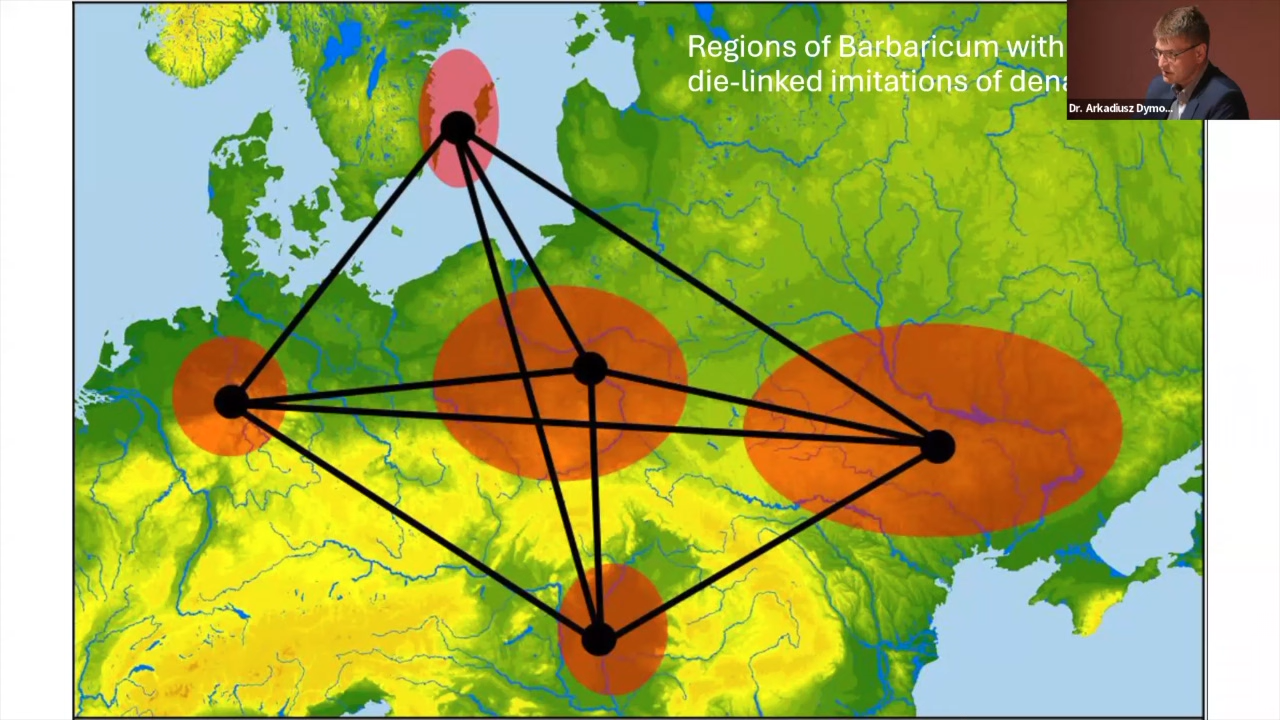 Regions of Barbaricum with
die-linked imitations of dena
Dr. Arkadiusz Dymo...